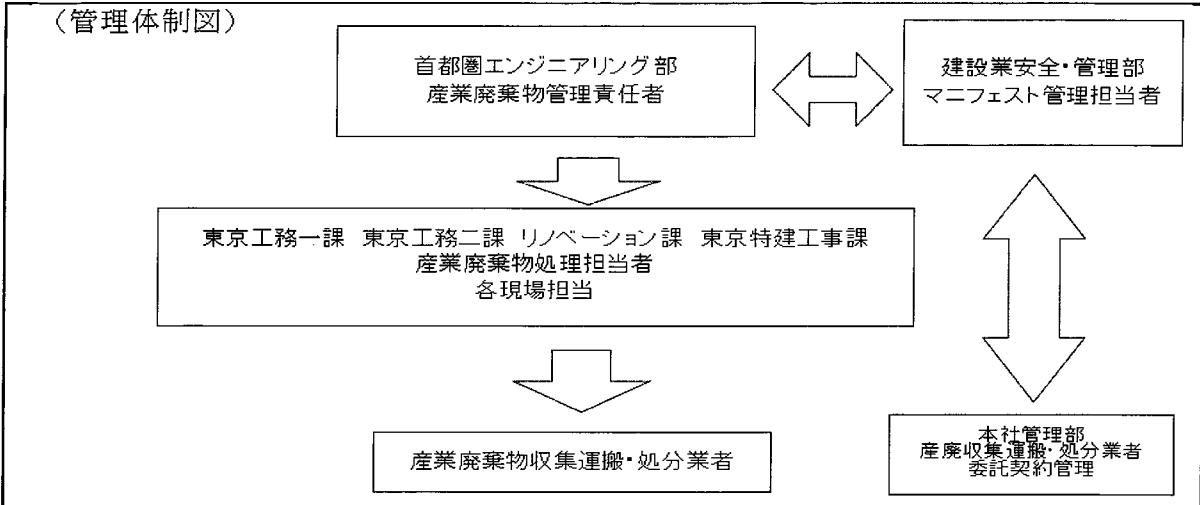 (管理体制図)
首都圏エンジニアリング部
産業廃棄物管理責任者
建設業安全・管理部
マニフェスト管理担当者
東京工務一課 東京工務二課 リノベーション課 東京特建工事課
産業廃棄物処理担当者
各現場担当
産業廃棄物収集運搬・処分業者
本社管理部
産廃収集運搬・処分業者
委託契約管理